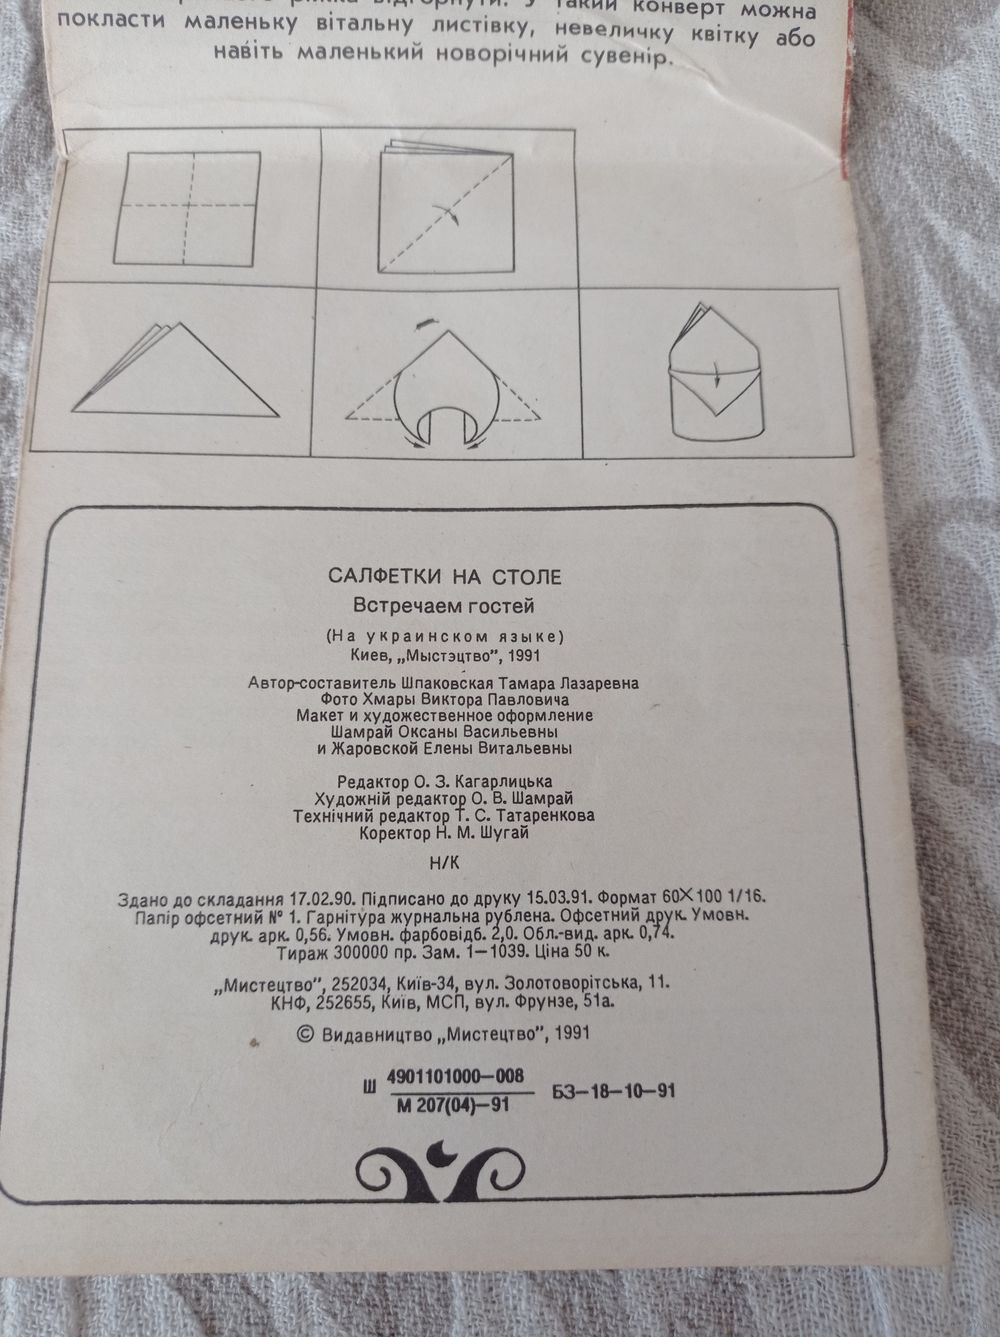 відгорнути. У такий конверт можна
покласти маленьку вітальну листівку, невеличку квітку або
навіть маленький новорічний сувенір.
САЛФЕТКИ НА СТОЛЕ
Встречаем гостей
(На украинском языке)
Киев, „Мыстэцтво”, 1991
Автор-составитель Шпаковская Тамара Лазаревна
Фото Хмары Виктора Павловича
Макет и художественное оформление
Шамрай Оксаны Васильевны
и Жаровской Елены Витальевны
Редактор О. З. Кагарлицька
Художній редактор О. В. Шамрай
Технічний редактор Т. С. Татаренкова
Коректор Н. М. Шугай
Н/К
Здано до складання 17.02.90. Підписано до друку 15.03.91. Формат 60×100 1/16.
Папір офсетний № 1. Гарнітура журнальна рублена. Офсетний друк. Умовн.
друк. арк. 0,56. Умовн. фарбовідб. 2,0. Обл.-вид. арк. 0,74.
Тираж 300000 пр. Зам. 1—1039. Ціна 50 к.
„Мистецтво”, 252034, Київ-34, вул. Золотоворітська, 11.
КНФ, 252655, Київ, МСП, вул. Фрунзе, 51а.
© Видавництво „Мистецтво”, 1991
Ш 4901101000—008
М 207(04)—91 БЗ—18—10—91